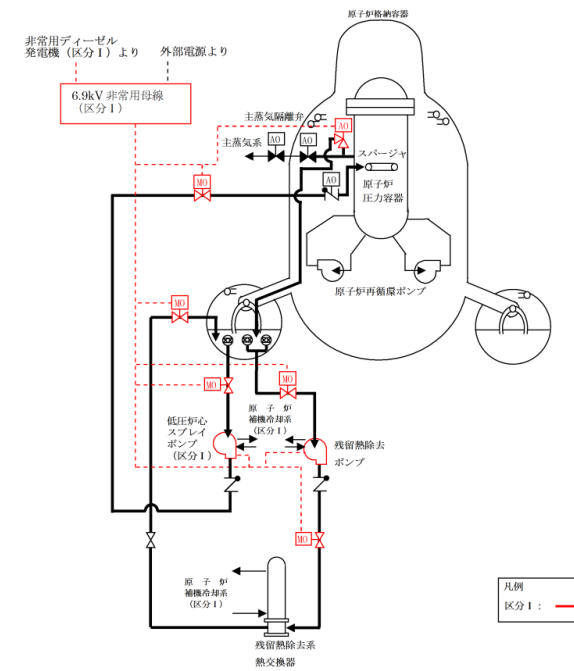 原子炉格納容器
非常用ディーゼル
発電機（区分Ⅰ）より
外部電源より
6.9kV 非常用母線
（区分Ⅰ）
主蒸気隔離弁
AO
主蒸気系
AO
AO
スパージャ
MO
AO
原子炉
圧力容器
原子炉再循環ポンプ
MO
MO
MO
低圧炉心
スプレイ
ポンプ
（区分Ⅰ）
原子炉
補機冷却系
（区分Ⅰ）
残留熱除去
ポンプ
MO
原子炉
補機冷却系
（区分Ⅰ）
残留熱除去系
熱交換器
凡例
区分Ⅰ：